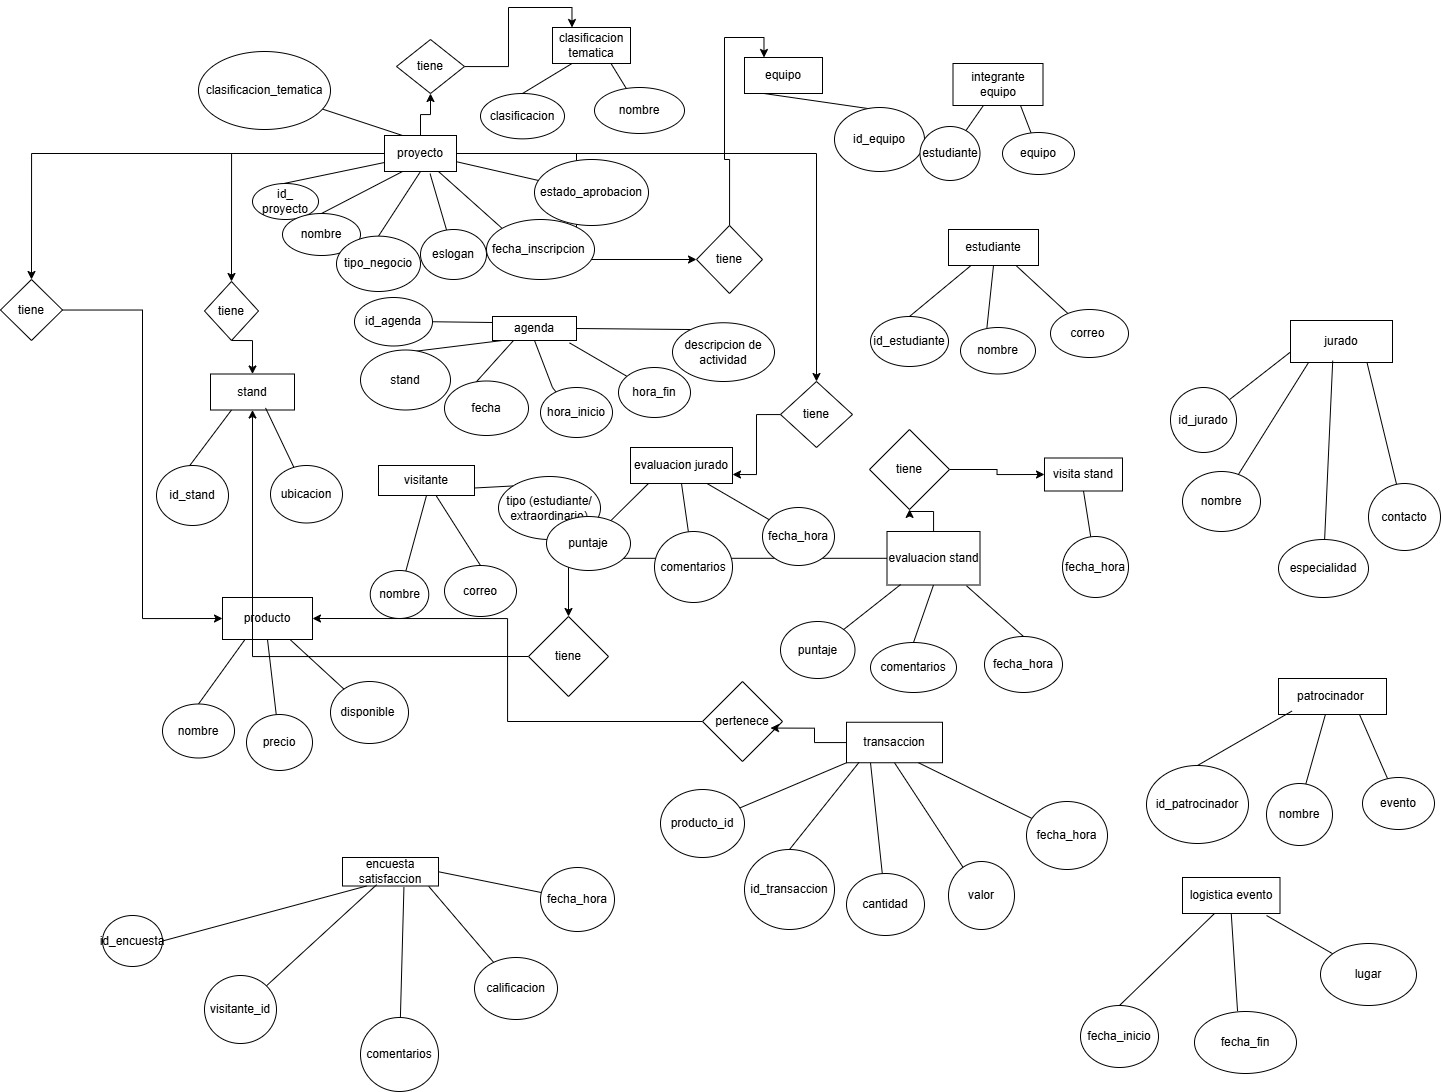 clasificacion
tematica
tiene
equipo
integrante
equipo
clasificacion_tematica
clasificacion
nombre
id_equipo
estudiante
equipo
proyecto
id_
proyecto
nombre
tipo_negocio
eslogan
fecha_inscripcion
estado_aprobacion
tiene
estudiante
id_estudiante
nombre
correo
tiene
tiene
id_agenda
agenda
descripcion de
actividad
stand
fecha
hora_inicio
hora_fin
jurado
id_jurado
nombre
especialidad
contacto
stand
id_stand
ubicacion
tiene
visitante
tipo (estudiante/
extraordinario)
nombre
correo
evaluacion jurado
puntaje
comentarios
fecha_hora
tiene
visita stand
fecha_hora
evaluacion stand
puntaje
comentarios
fecha_hora
producto
nombre
precio
disponible
tiene
pertenece
transaccion
producto_id
id_transaccion
cantidad
valor
fecha_hora
patrocinador
id_patrocinador
nombre
evento
encuesta
satisfaccion
id_encuesta
visitante_id
comentarios
calificacion
fecha_hora
logistica evento
fecha_inicio
fecha_fin
lugar